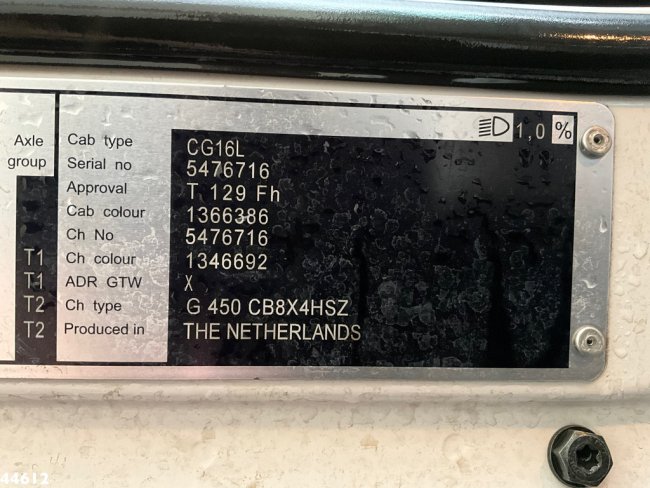 1,0 %
Axle group
Cab type CG16L
Serial no 5476716
Approval T 129 Fh
Cab colour 1366386
Ch No 5476716
T1 Ch colour 1346692
T1 ADR GTW X
T2 Ch type G 450 CB8X4HSZ
T2 Produced in THE NETHERLANDS
44612